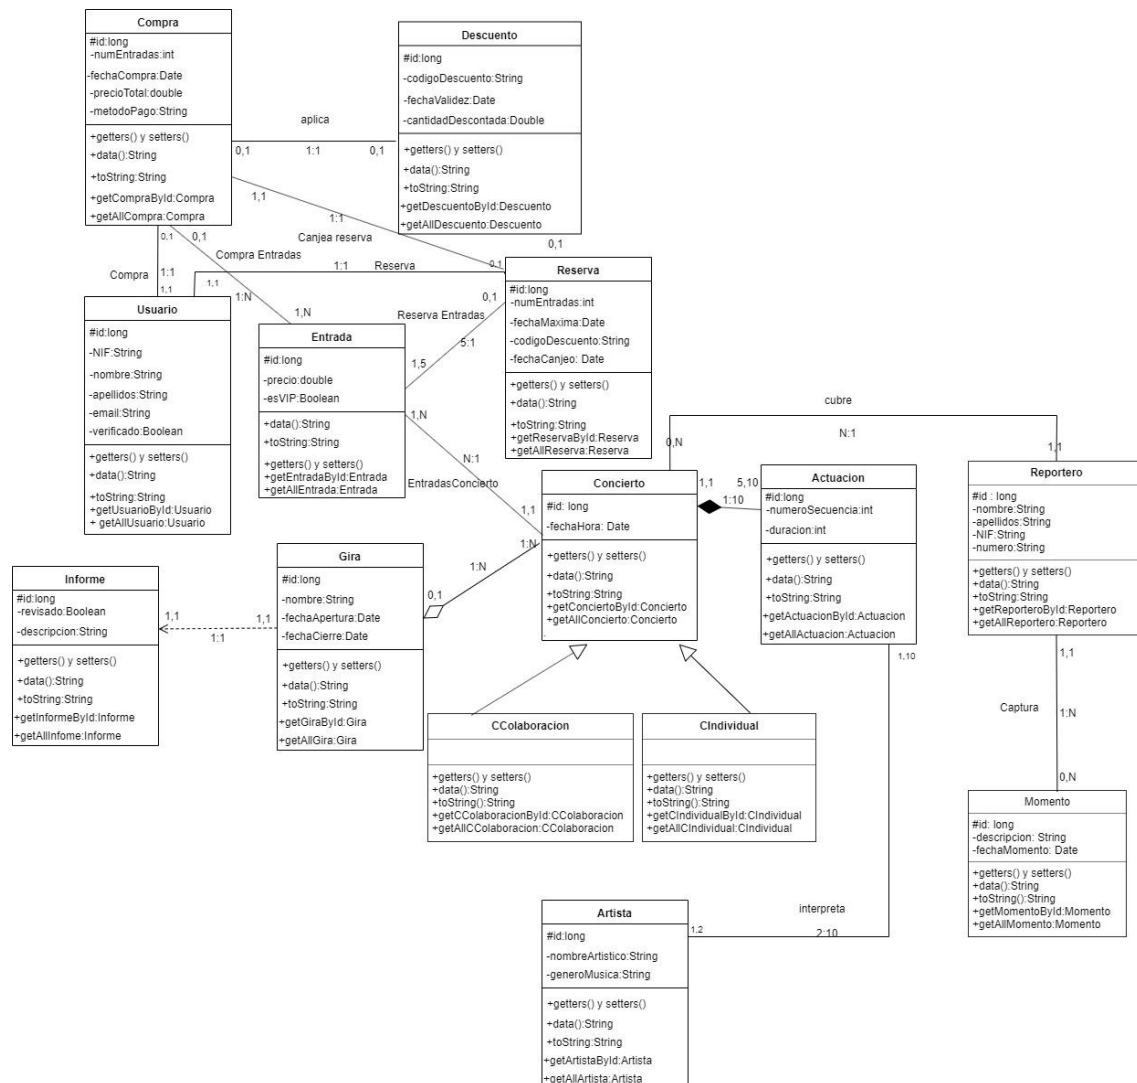 Compra
#id:long
-numEntradas:int
-fechaCompra:Date
-precioTotal:double
-metodoPago:String
+getters() y setters()
+data():String
+toString:String
+getCompraById:Compra
+getAllCompra:Compra
Descuento
#id:long
-codigoDescuento:String
-fechaValidez:Date
-cantidadDescontada:Double
+getters() y setters()
+data():String
+toString:String
+getDescuentoById:Descuento
+getAllDescuento:Descuento
aplica
0,1
1:1
0,1
1,1
1:1
Canjea reserva
0,1
0,1
0,1
0,1
Compra Entradas
1:1
Reserva
Compra
1:1
1,1
1,1
1:N
1,N
Usuario
#id:long
-NIF:String
-nombre:String
-apellidos:String
-email:String
-verificado:Boolean
+getters() y setters()
+data():String
+toString:String
+getUsuarioById:Usuario
+ getAllUsuario:Usuario
Entrada
#id:long
-precio:double
-esVIP:Boolean
+data():String
+toString:String
+getters() y setters()
+getEntradaById:Entrada
+getAllEntrada:Entrada
0,1
Reserva Entradas
5:1
1,5
Reserva
#id:long
-numEntradas:int
-fechaMaxima:Date
-codigoDescuento:String
-fechaCanjeo: Date
+getters() y setters()
+data():String
+toString:String
+getReservaById:Reserva
+getAllReserva:Reserva
1,N
N:1
EntradasConcierto
1,1
1:N
1:N
0,1
cubre
N:1
0,N
1,1
Concierto
#id: long
-fechaHora: Date
+getters() y setters()
+data():String
+toString:String
+getConciertoById:Concierto
+getAllConcierto:Concierto
.
1,1
5,10
1:10
Actuacion
#id:long
-numeroSecuencia:int
-duracion:int
+getters() y setters()
+data():String
+toString:String
+getActuacionById:Actuacion
+getAllActuacion:Actuacion
1,10
Reportero
#id : long
-nombre:String
-apellidos:String
-NIF:String
-numero:String
+getters() y setters()
+data():String
+toString:String
+getReporteroById:Reportero
+getAllReportero:Reportero
1,1
Captura
1:N
0,N
Informe
#id:long
-revisado:Boolean
-descripcion:String
+getters() y setters()
+data():String
+toString:String
+getInformeById:Informe
+getAllInfome:Informe
1,1
1:1
1,1
Gira
#id:long
-nombre:String
-fechaApertura:Date
-fechaCierre:Date
+getters() y setters()
+data():String
+toString:String
+getGiraById:Gira
+getAllGira:Gira
CColaboracion
+getters() y setters()
+data():String
+toString():String
+getCColaboracionById: CColaboracion
+getAllCColaboracion:CColaboracion
CIndividual
+getters() y setters()
+data():String
+toString():String
+getCIndividualById: CIndividual
+getAllCIndividual:CIndividual
Momento
#id: long
-descripcion: String
-fechaMomento: Date
+getters() y setters()
+data():String
+toString():String
+getMomentoById:Momento
+getAllMomento:Momento
interpreta
1,2
2:10
Artista
#id:long
-nombreArtistico:String
-generoMusica:String
+getters() y setters()
+data():String
+toString:String
+getArtistaById:Artista
+getAllArtista:Artista